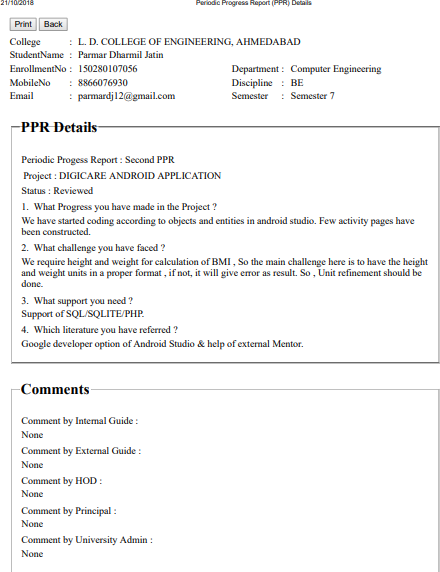 21/10/2018 Periodic Progress Report (PPR) Details
Print Back
College : L. D. COLLEGE OF ENGINEERING, AHMEDABAD
StudentName : Parmar Dharmil Jatin
EnrollmentNo : 150280107056 Department : Computer Engineering
MobileNo : 8866076930 Discipline : BE
Email : parmardj12@gmail.com Semester : Semester 7
PPR Details
Periodic Progess Report : Second PPR
Project : DIGICARE ANDROID APPLICATION
Status : Reviewed
1. What Progress you have made in the Project ?
We have started coding according to objects and entities in android studio. Few activity pages have
been constructed.
2. What challenge you have faced ?
We require height and weight for calculation of BMI , So the main challenge here is to have the height
and weight units in a proper format , if not, it will give error as result. So , Unit refinement should be
done.
3. What support you need ?
Support of SQL/SQLITE/PHP.
4. Which literature you have referred ?
Google developer option of Android Studio & help of external Mentor.
Comments
Comment by Internal Guide :
None
Comment by External Guide :
None
Comment by HOD :
None
Comment by Principal :
None
Comment by University Admin :
None